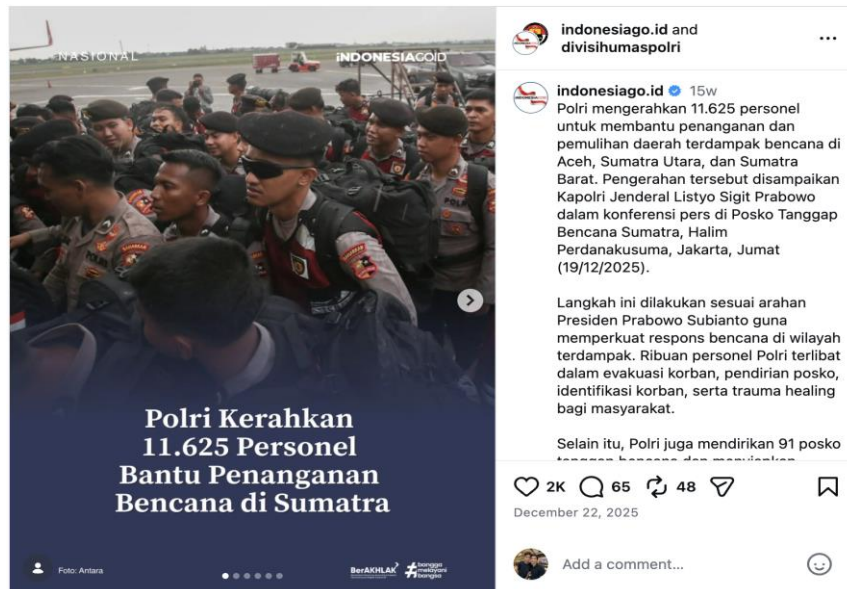 NASIONAL
iNDONESIAGOID
POLRI
Polri Kerahkan
11.625 Personel
Bantu Penanganan
Bencana di Sumatra
Foto: Antara
BerAKHLAK
bangga
melayani
bangsa
indonesiago.id and
divisihumaspolri
indonesiago.id 15w
Polri mengerahkan 11.625 personel
untuk membantu penanganan dan
pemulihan daerah terdampak bencana di
Aceh, Sumatra Utara, dan Sumatra
Barat. Pengerahan tersebut disampaikan
Kapolri Jenderal Listyo Sigit Prabowo
dalam konferensi pers di Posko Tanggap
Bencana Sumatra, Halim
Perdanakusuma, Jakarta, Jumat
(19/12/2025).
Langkah ini dilakukan sesuai arahan
Presiden Prabowo Subianto guna
memperkuat respons bencana di wilayah
terdampak. Ribuan personel Polri terlibat
dalam evakuasi korban, pendirian posko,
identifikasi korban, serta trauma healing
bagi masyarakat.
Selain itu, Polri juga mendirikan 91 posko
2K 65 48
December 22, 2025
Add a comment...